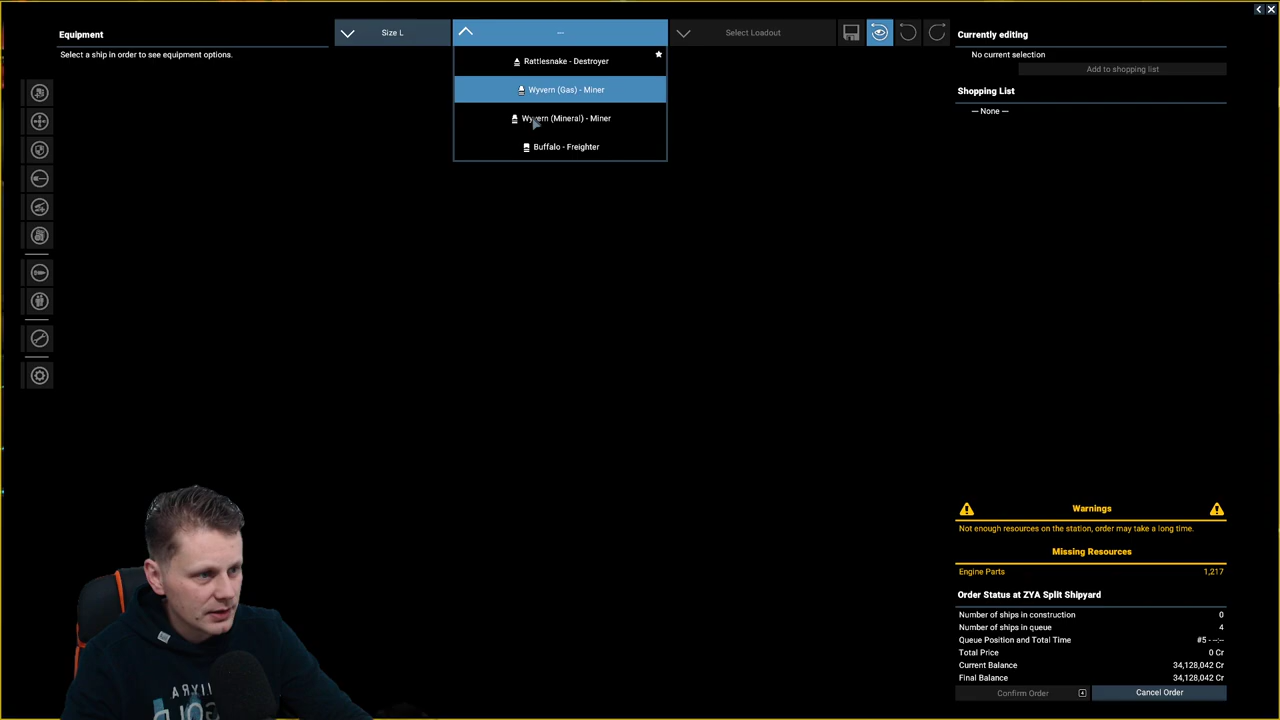 Equipment
Select a ship in order to see equipment options.
Size L
---
Select Loadout
Rattlesnake - Destroyer
Wyvern (Gas) - Miner
Wyvern (Mineral) - Miner
Buffalo - Freighter
Currently editing
No current selection
Add to shopping list
Shopping List
— None —
Warnings
Not enough resources on the station, order may take a long time.
Missing Resources
Engine Parts 1,217
Order Status at ZYA Split Shipyard
Number of ships in construction 0
Number of ships in queue 4
Queue Position and Total Time #5 - --:--
Total Price 0 Cr
Current Balance 34,128,042 Cr
Final Balance 34,128,042 Cr
Confirm Order
Cancel Order